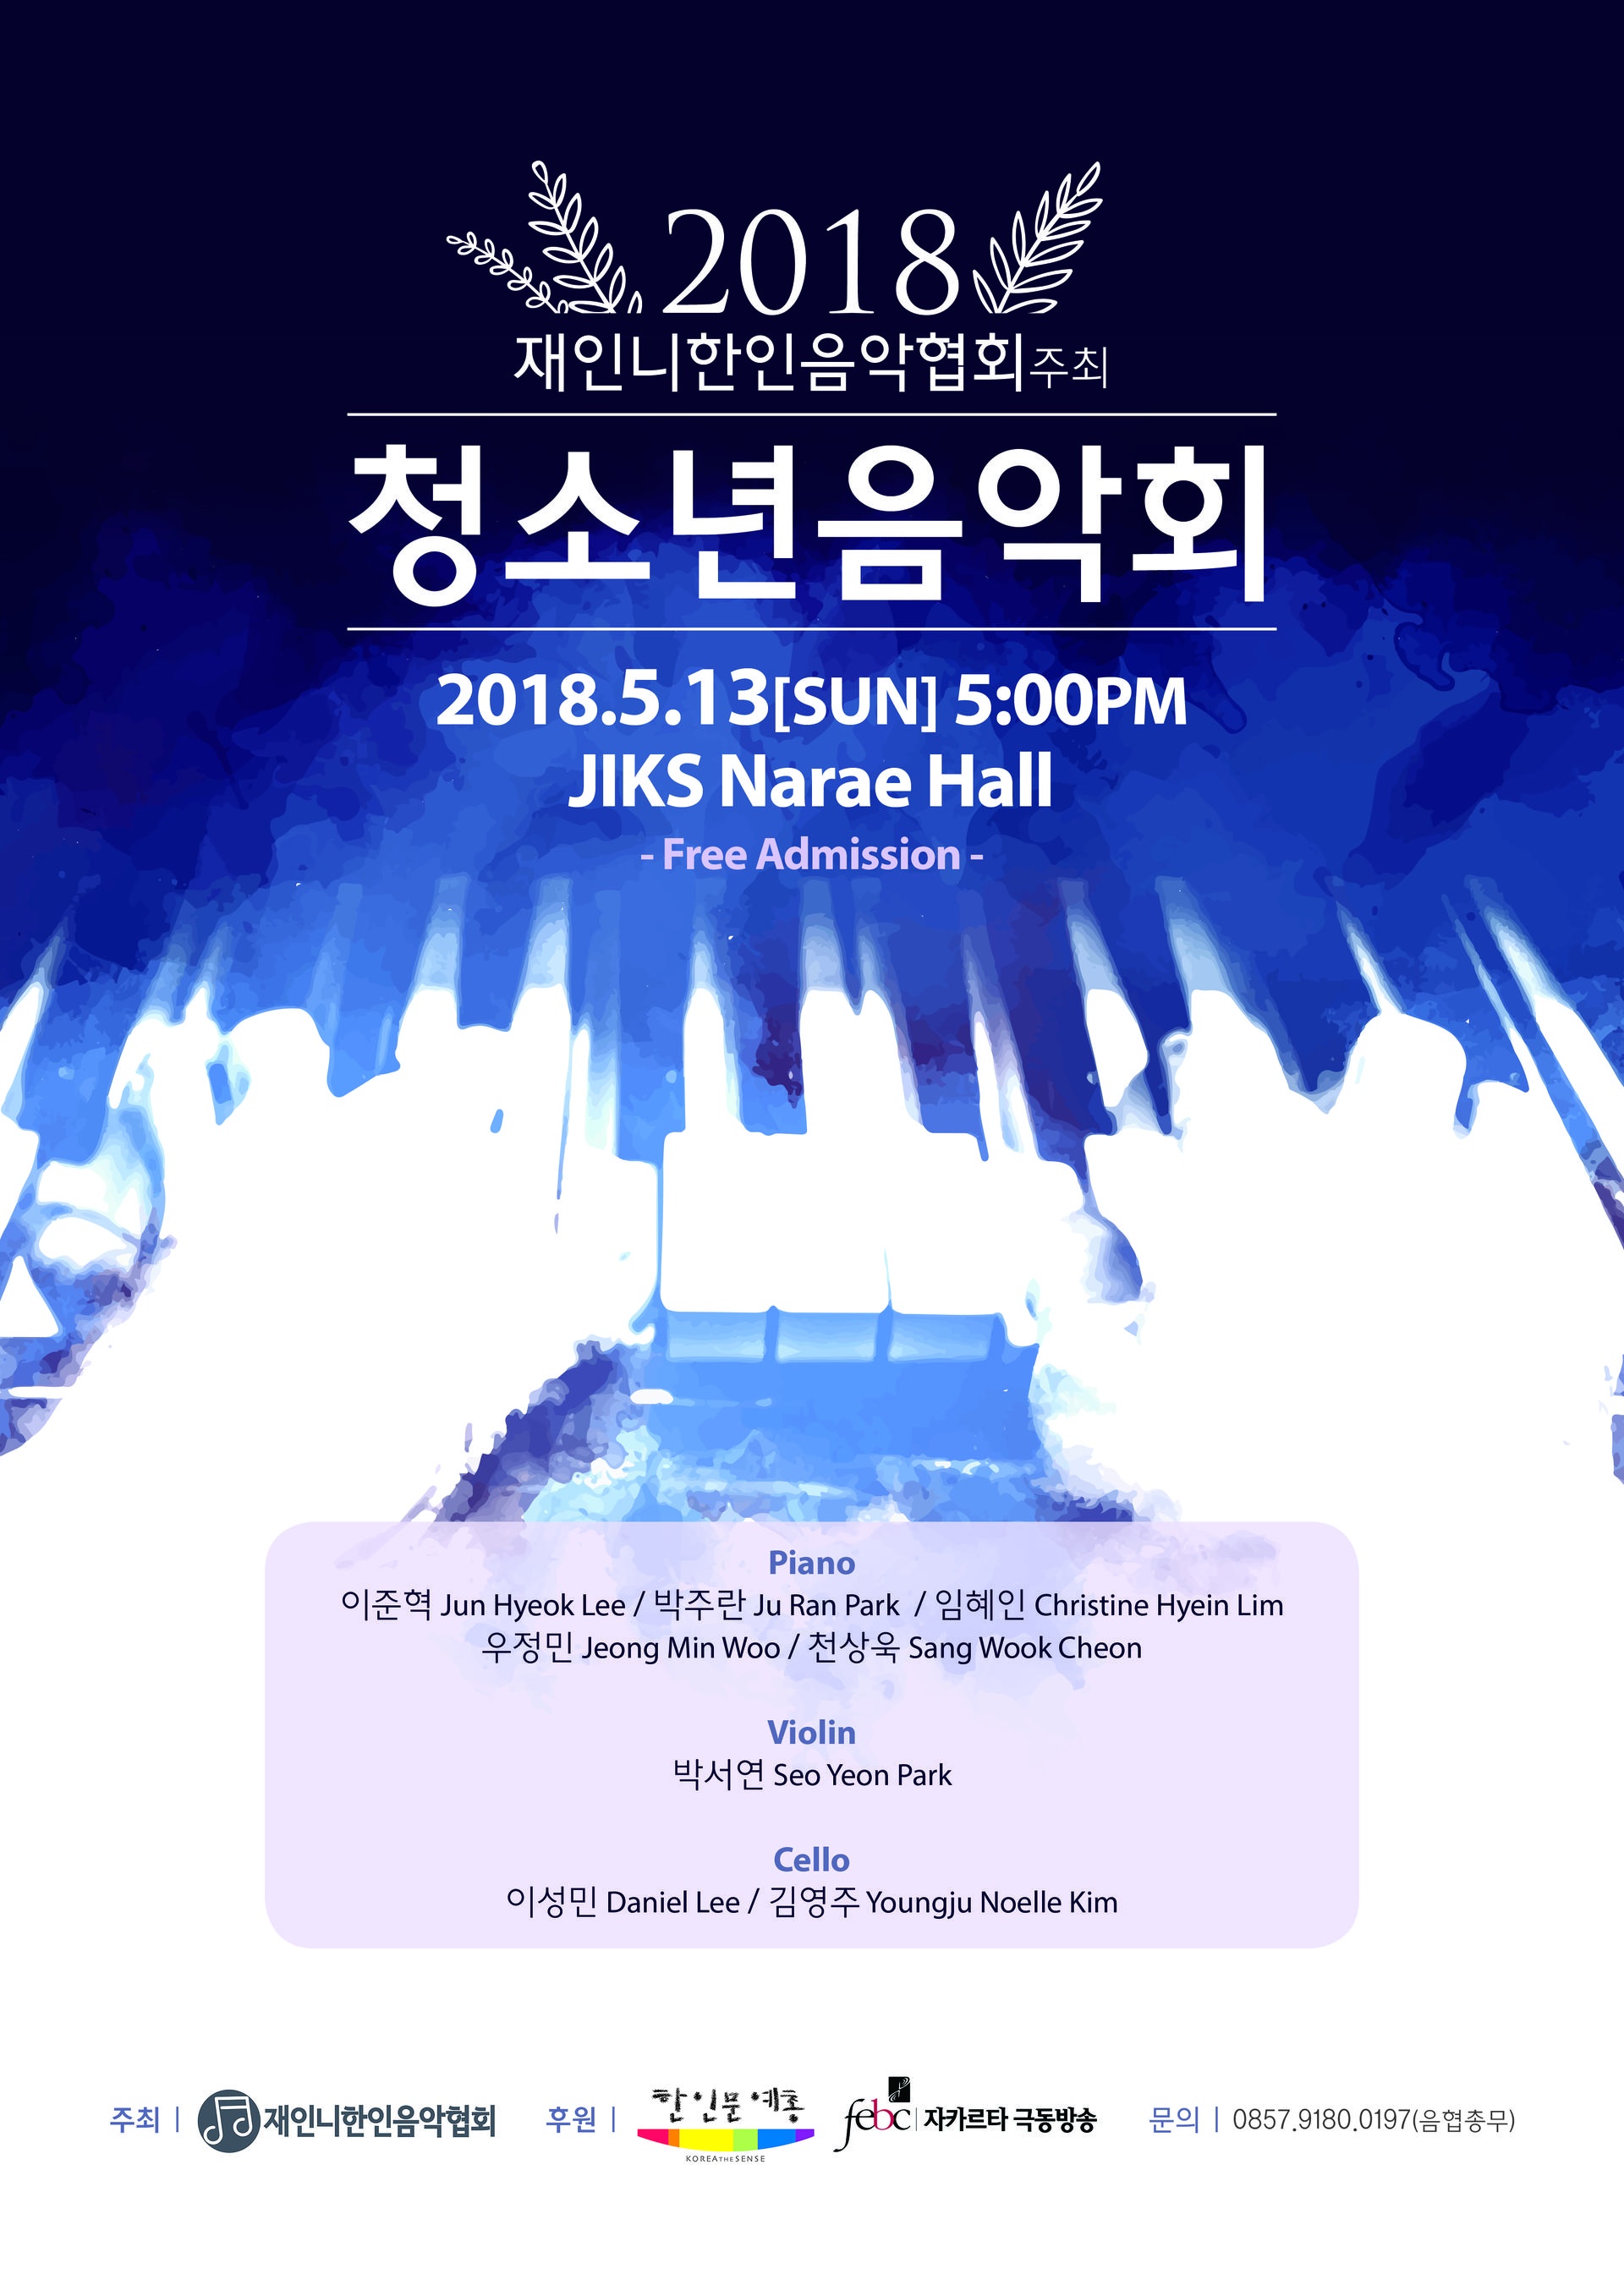 2018
재인니한인음악협회주최
청소년음악회
2018.5.13[SUN] 5:00PM
JIKS Narae Hall
- Free Admission -
Piano
이준혁 Jun Hyeok Lee / 박주란 Ju Ran Park / 임혜인 Christine Hyein Lim
우정민 Jeong Min Woo / 천상욱 Sang Wook Cheon
Violin
박서연 Seo Yeon Park
Cello
이성민 Daniel Lee / 김영주 Youngju Noelle Kim
주최 | 재인니한인음악협회 후원 | 한인문예총 KOREA THE SENSE febc 자카르타 극동방송 문의 | 0857.9180.0197(음협총무)